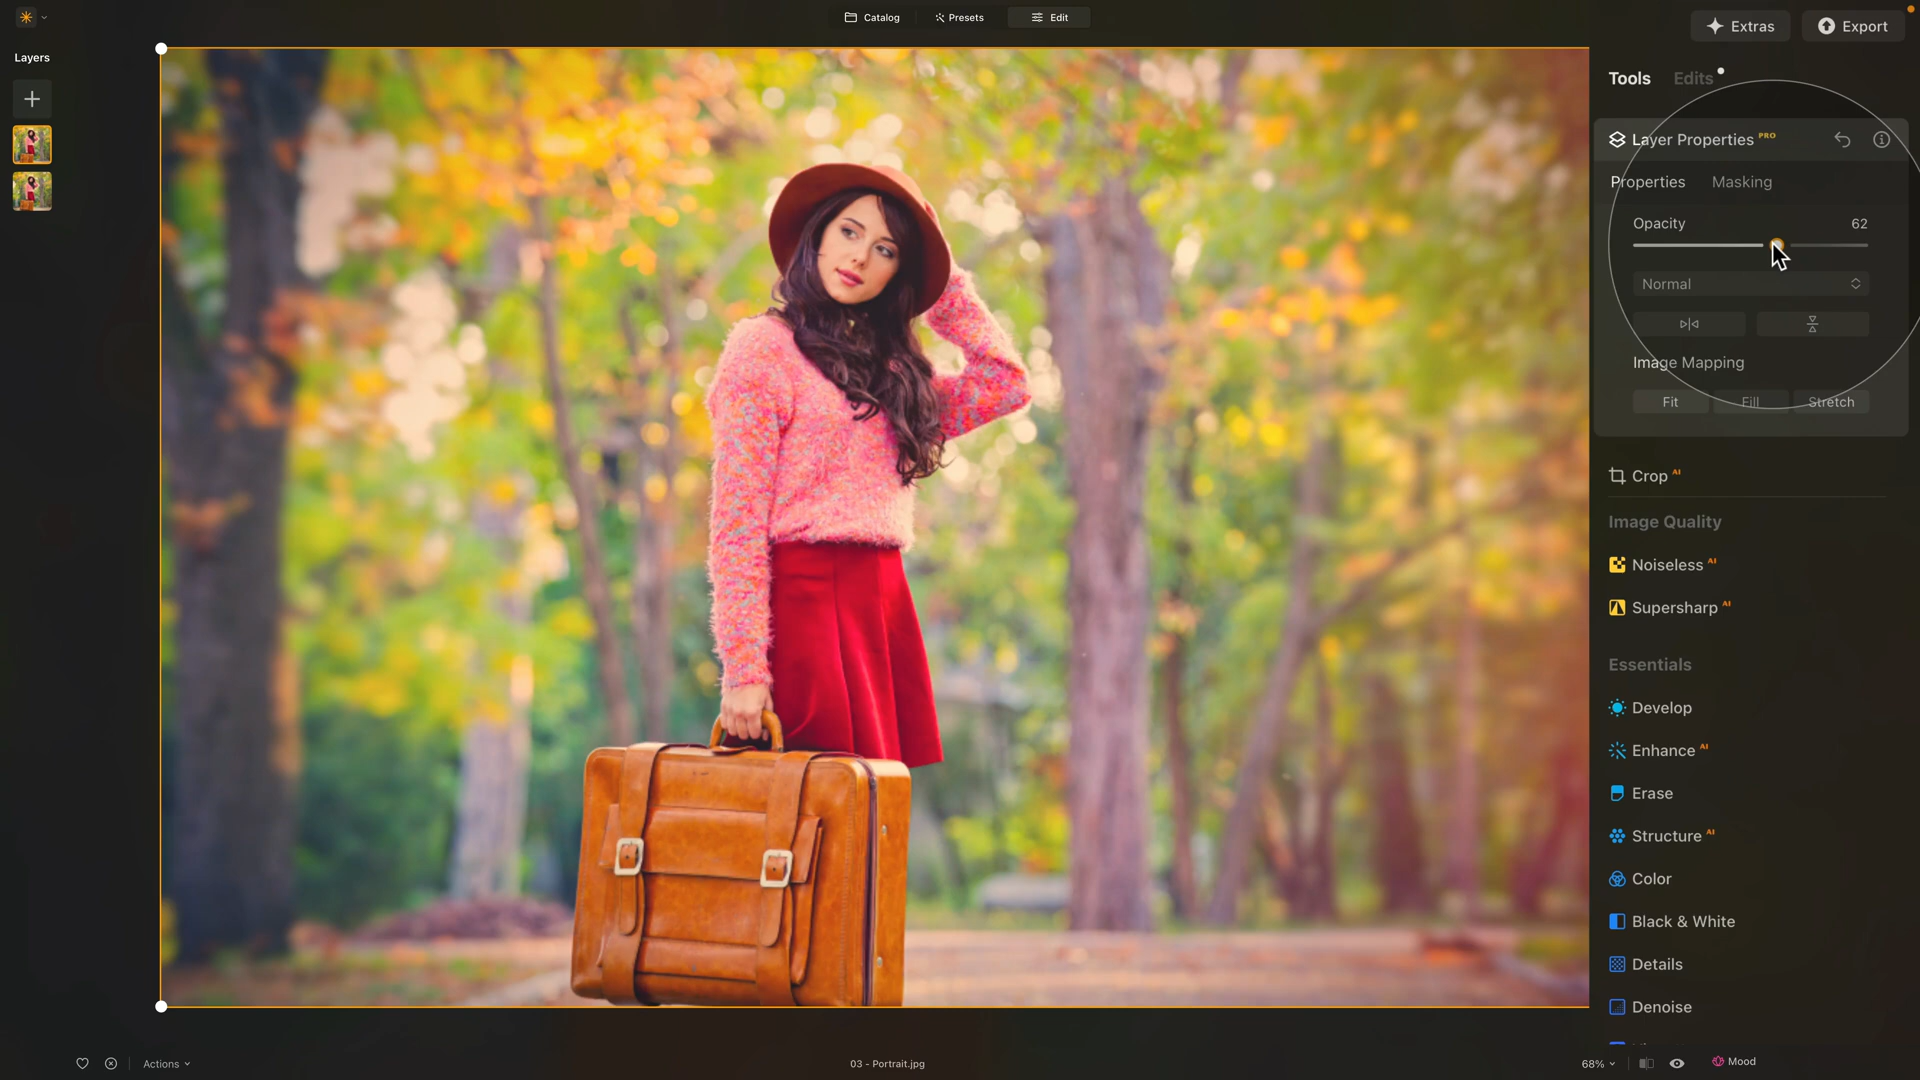 Catalog
Presets
Edit
Extras
Export
Layers
Tools
Edits
Layer Properties PRO
Properties
Masking
Opacity
62
Normal
Image Mapping
Fit
Fill
Stretch
Crop AI
Image Quality
Noiseless AI
Supersharp AI
Essentials
Develop
Enhance AI
Erase
Structure AI
Color
Black & White
Details
Denoise
Actions
03 - Portrait.jpg
68%
Mood